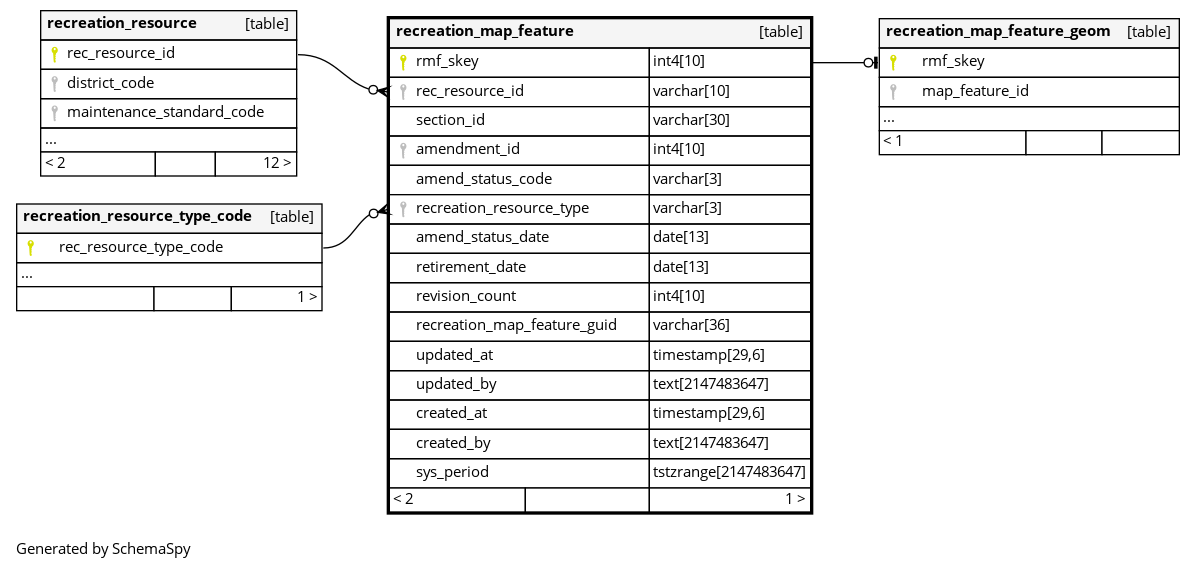 recreation_resource [table]
rec_resource_id
district_code
maintenance_standard_code
...
< 2 12 >
recreation_resource_type_code [table]
rec_resource_type_code
...
1 >
recreation_map_feature [table]
rmf_skey int4[10]
rec_resource_id varchar[10]
section_id varchar[30]
amendment_id int4[10]
amend_status_code varchar[3]
recreation_resource_type varchar[3]
amend_status_date date[13]
retirement_date date[13]
revision_count int4[10]
recreation_map_feature_guid varchar[36]
updated_at timestamp[29,6]
updated_by text[2147483647]
created_at timestamp[29,6]
created_by text[2147483647]
sys_period tstzrange[2147483647]
< 2 1 >
recreation_map_feature_geom [table]
rmf_skey
map_feature_id
...
< 1
Generated by SchemaSpy